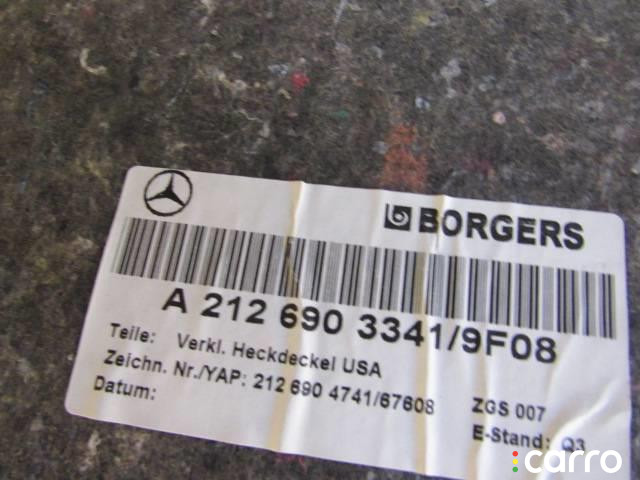 BORGERS
A 212 690 3341/9F08
Teile: Verkl. Heckdeckel USA
Zeichn. Nr./YAP: 212 690 4741/67608
Datum:
ZGS 007
E-Stand: Q3
carro